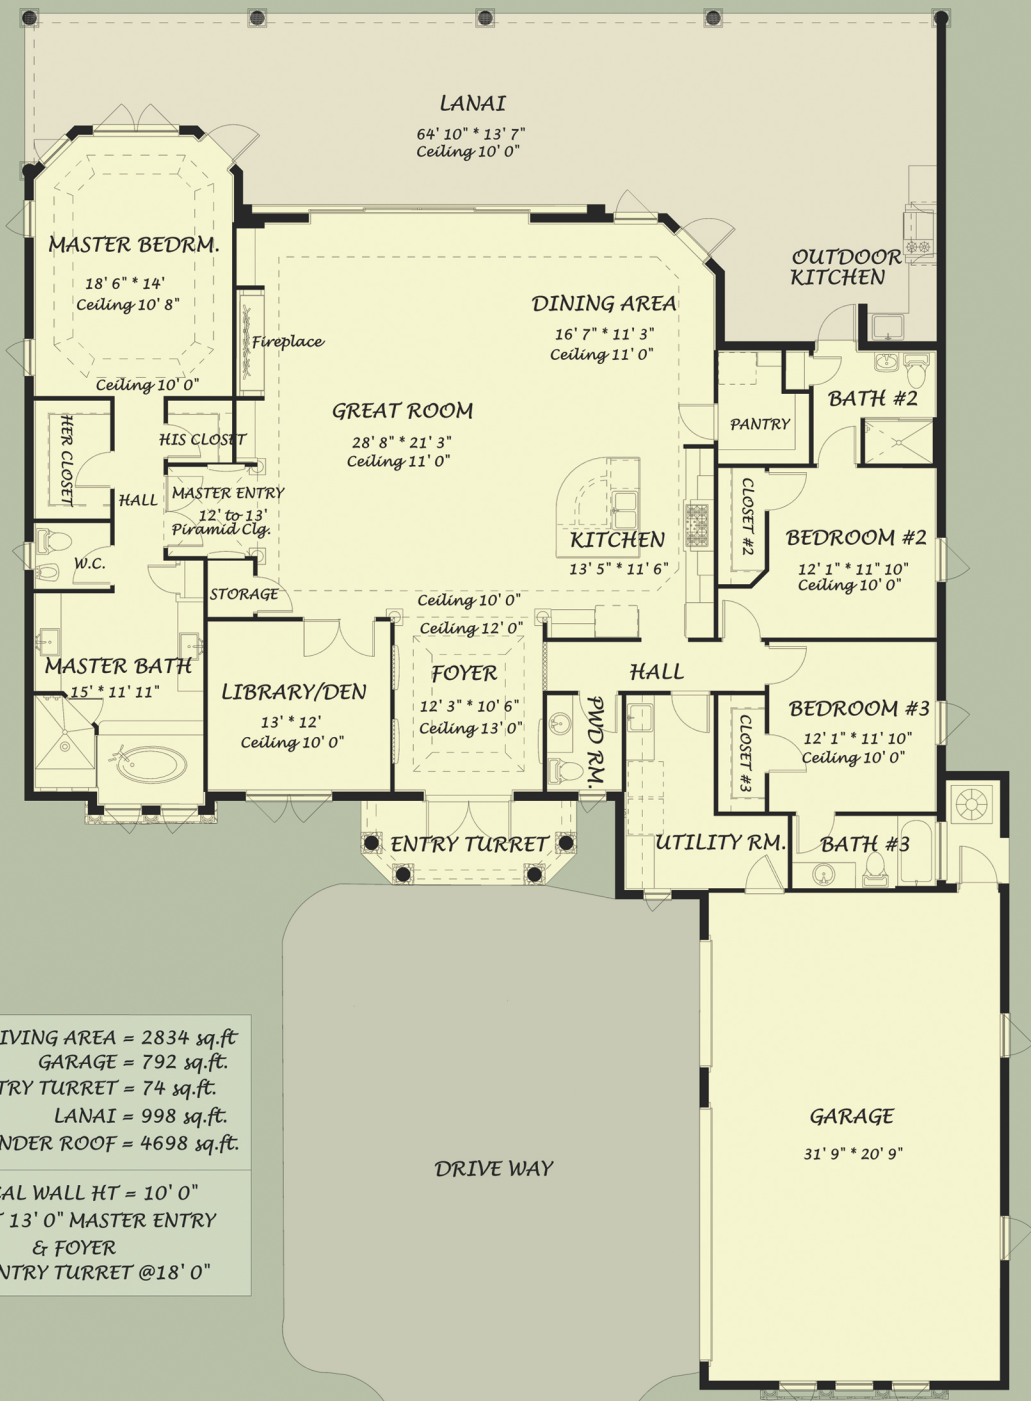 LANAI
64' 10" * 13' 7"
Ceiling 10' 0"
OUTDOOR
KITCHEN
MASTER BEDRM.
18' 6" * 14'
Ceiling 10' 8"
Ceiling 10' 0"
Fireplace
DINING AREA
16' 7" * 11' 3"
Ceiling 11' 0"
GREAT ROOM
28' 8" * 21' 3"
Ceiling 11' 0"
PANTRY
BATH #2
HER CLOSET
HIS CLOSET
HALL
MASTER ENTRY
12' to 13'
Piramid Clg.
W.C.
STORAGE
KITCHEN
13' 5" * 11' 6"
CLOSET #2
BEDROOM #2
12' 1" * 11" 10"
Ceiling 10' 0"
Ceiling 10' 0"
Ceiling 12' 0"
MASTER BATH
15' * 11' 11"
LIBRARY/DEN
13' * 12'
Ceiling 10' 0"
FOYER
12' 3" * 10' 6"
Ceiling 13' 0"
HALL
PWD RM.
CLOSET #3
BEDROOM #3
12' 1" * 11' 10"
Ceiling 10' 0"
ENTRY TURRET
UTILITY RM.
BATH #3
GARAGE
31' 9" * 20' 9"
DRIVE WAY
IVING AREA = 2834 sq.ft
GARAGE = 792 sq.ft.
TRY TURRET = 74 sq.ft.
LANAI = 998 sq.ft.
NDER ROOF = 4698 sq.ft.
CAL WALL HT = 10' 0"
T 13' 0" MASTER ENTRY
& FOYER
NTRY TURRET @18' 0"